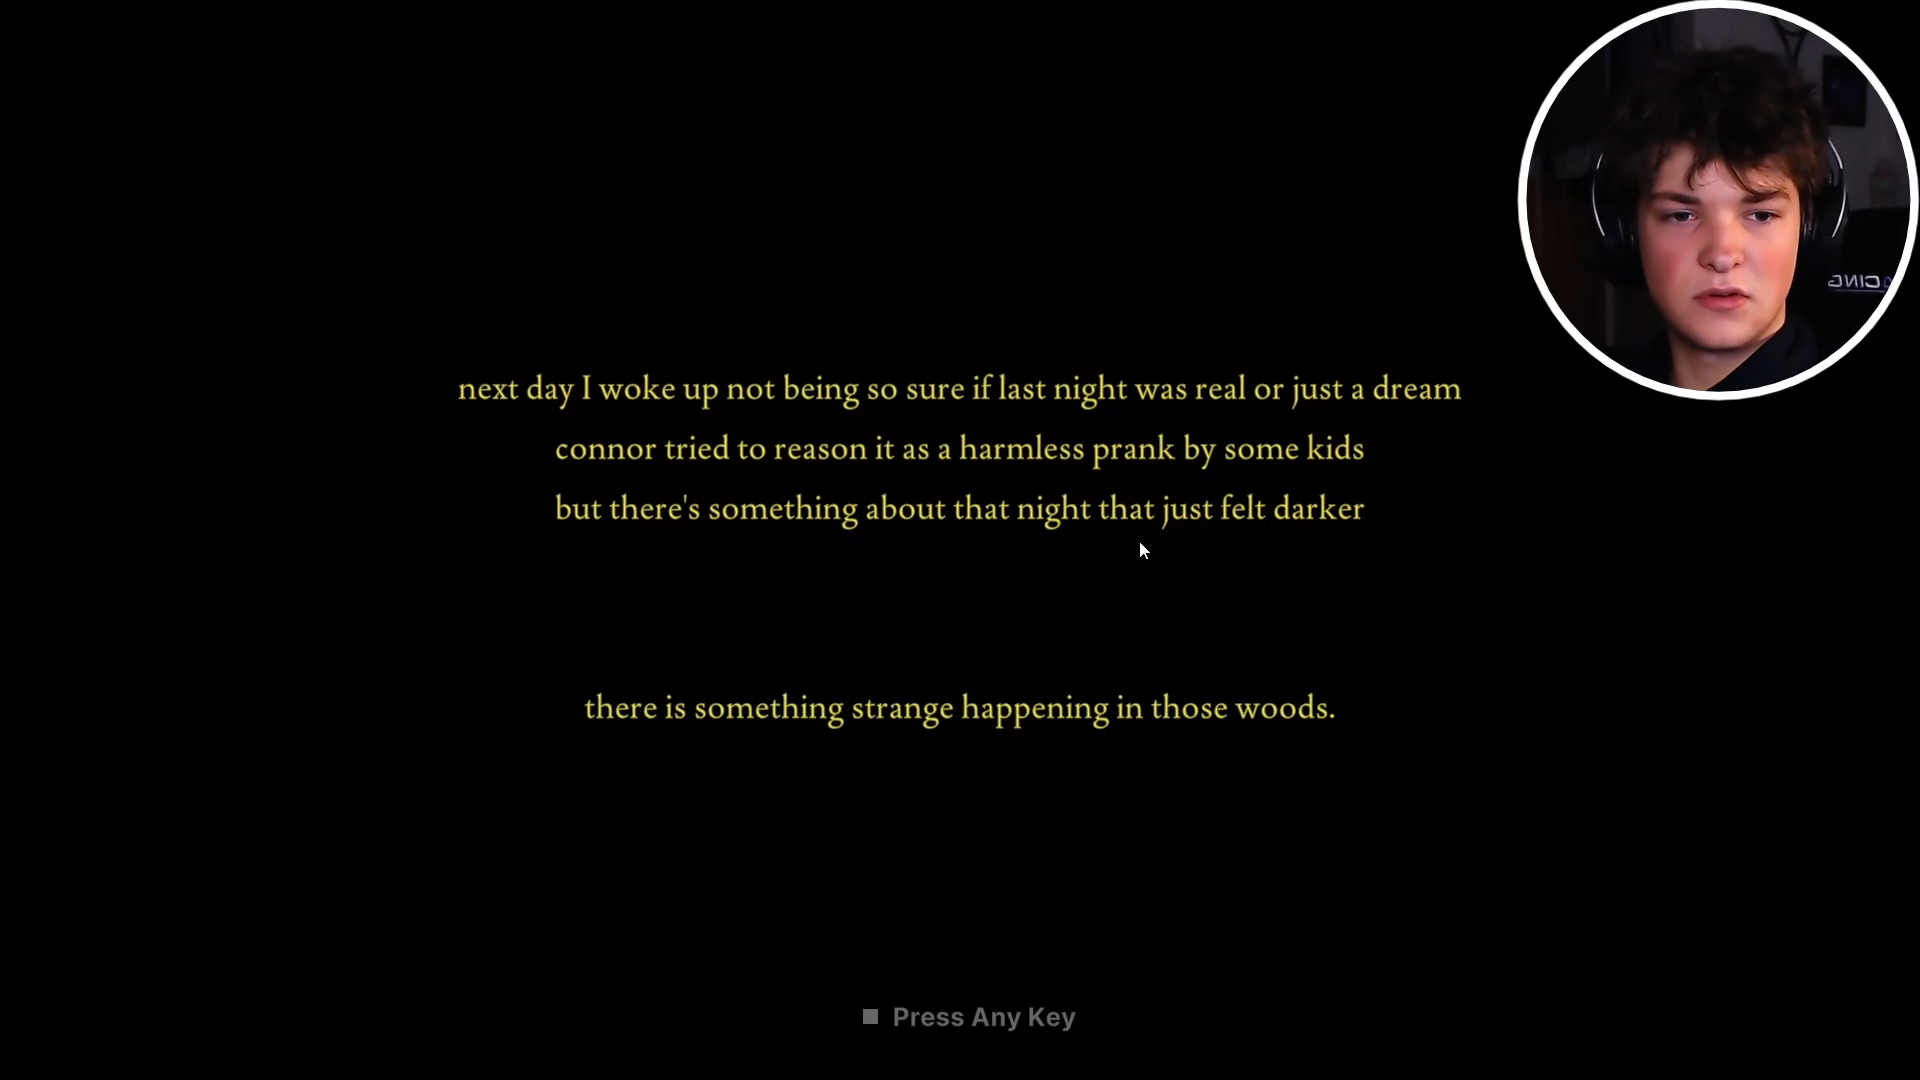 next day I woke up not being so sure if last night was real or just a dream
connor tried to reason it as a harmless prank by some kids
but there's something about that night that just felt darker
there is something strange happening in those woods.
Press Any Key